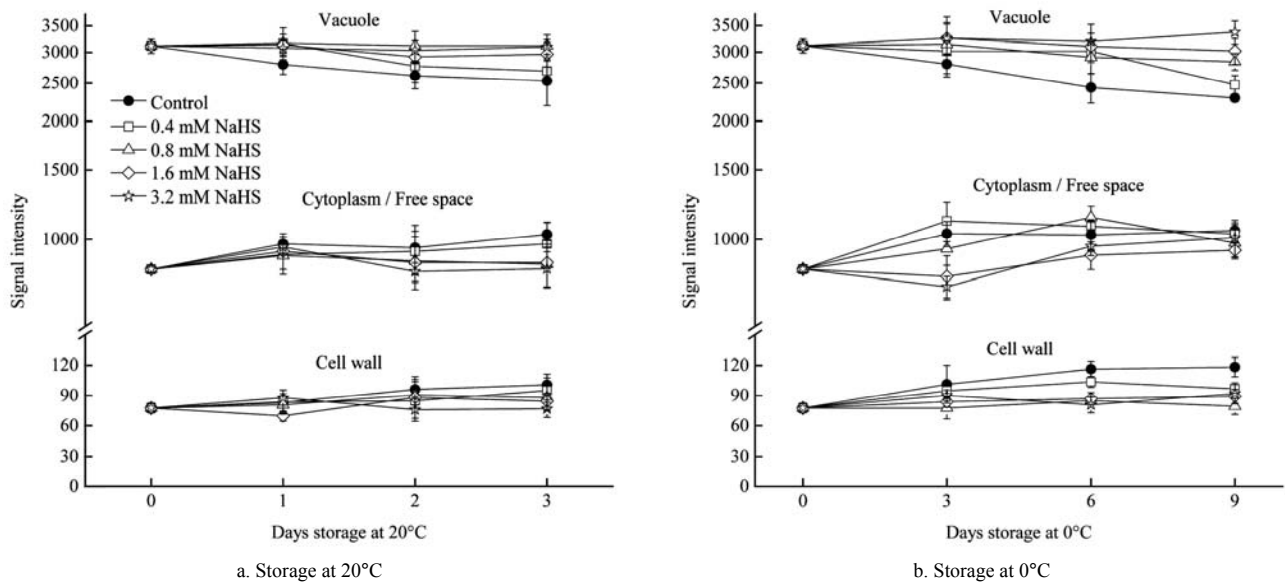 Signal intensity
3500
3000
2500
2000
1500
1000
120
90
60
30
0
Vacuole
Control
0.4 mM NaHS
0.8 mM NaHS
1.6 mM NaHS
3.2 mM NaHS
Cytoplasm / Free space
Cell wall
0 1 2 3
Days storage at 20°C
a. Storage at 20°C
Signal intensity
3500
3000
2500
2000
1500
1000
120
90
60
30
0
Vacuole
Cytoplasm / Free space
Cell wall
0 3 6 9
Days storage at 0°C
b. Storage at 0°C